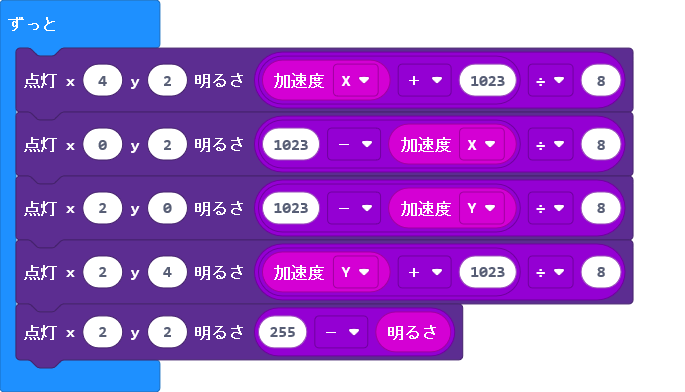 ずっと
点灯 x 4 y 2 明るさ 加速度 X + 1023 ÷ 8
点灯 x 0 y 2 明るさ 1023 - 加速度 X ÷ 8
点灯 x 2 y 0 明るさ 1023 - 加速度 Y ÷ 8
点灯 x 2 y 4 明るさ 加速度 Y + 1023 ÷ 8
点灯 x 2 y 2 明るさ 255 - 明るさ